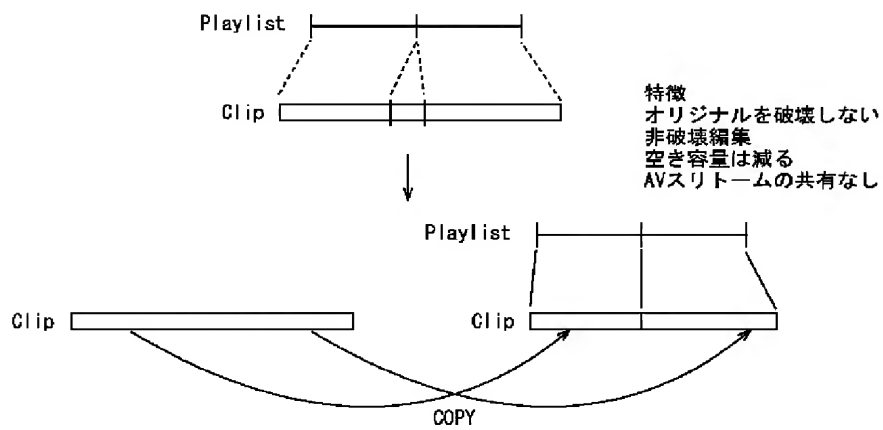 Playlist
Clip
特徴
オリジナルを破壊しない
非破壊編集
空き容量は減る
AVスリトームの共有なし
Playlist
Clip
Clip
COPY